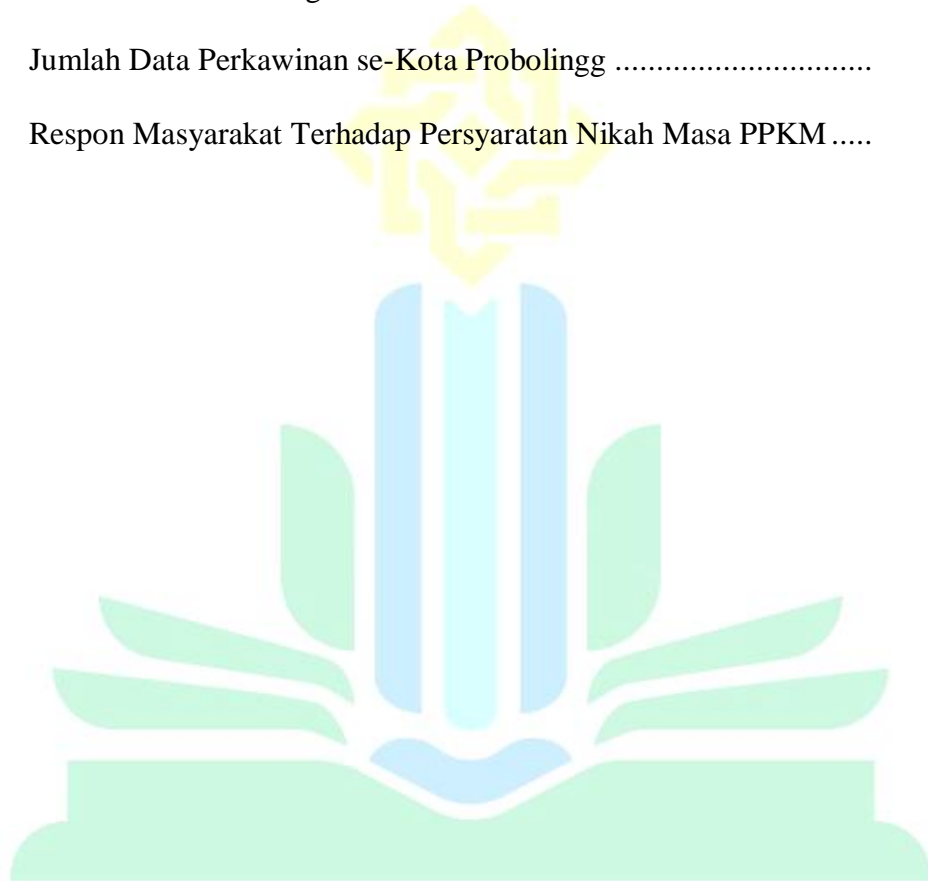 Jumlah Data Perkawinan se-Kota Probolingg ...............................
Respon Masyarakat Terhadap Persyaratan Nikah Masa PPKM .....